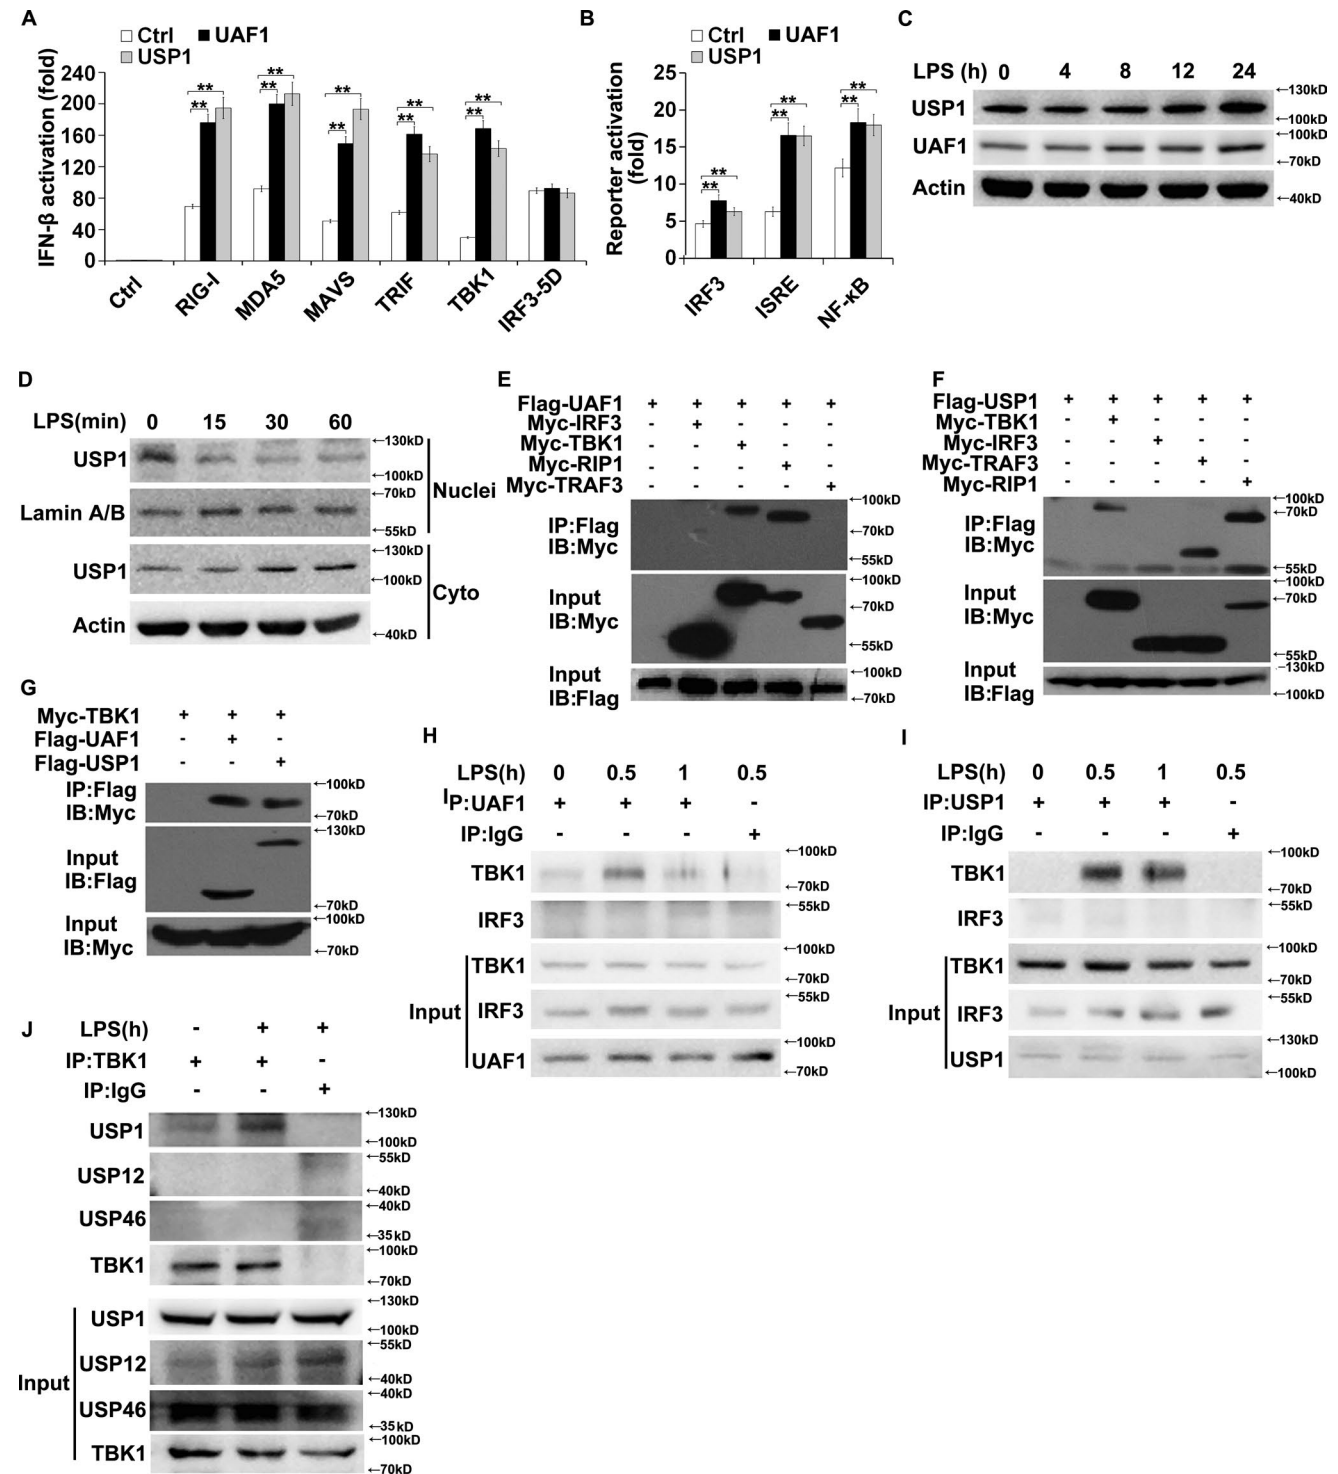 A
Ctrl UAF1
USP1
IFN-β activation (fold)
240
200
160
120
80
40
0
** ** ** ** ** ** ** ** ** **
Ctrl RIG-I MDA5 MAVS TRIF TBK1 IRF3-5D
B
Ctrl UAF1
USP1
Reporter activation
(fold)
25
20
15
10
5
0
** ** ** ** ** **
IRF3 ISRE NF-κB
C
LPS (h) 0 4 8 12 24
USP1 ←130kD
←100kD
UAF1 ←100kD
←70kD
Actin ←40kD
D
LPS(min) 0 15 30 60
USP1 ←130kD
←100kD
Nuclei
Lamin A/B ←70kD
←55kD
USP1 ←130kD
←100kD
Cyto
Actin ←40kD
E
Flag-UAF1 + + + + +
Myc-IRF3 - + - - -
Myc-TBK1 - - + - -
Myc-RIP1 - - - + -
Myc-TRAF3 - - - - +
IP:Flag
IB:Myc
←100kD
←70kD
←55kD
Input
IB:Myc
←100kD
←70kD
←55kD
Input
IB:Flag
←100kD
←70kD
F
Flag-USP1 + + + + +
Myc-TBK1 - + - - -
Myc-IRF3 - - + - -
Myc-TRAF3 - - - + -
Myc-RIP1 - - - - +
IP:Flag
IB:Myc
←100kD
←70kD
←55kD
Input
IB:Myc
←100kD
←70kD
←55kD
Input
IB:Flag
←130kD
←100kD
G
Myc-TBK1 + + +
Flag-UAF1 - + -
Flag-USP1 - - +
IP:Flag
IB:Myc
←100kD
←70kD
Input
IB:Flag
←130kD
←70kD
Input
IB:Myc
←100kD
←70kD
H
LPS(h) 0 0.5 1 0.5
IP:UAF1 + + + -
IP:IgG - - - +
TBK1 ←100kD
←70kD
IRF3 ←55kD
Input
TBK1 ←100kD
←70kD
IRF3 ←55kD
UAF1 ←100kD
←70kD
I
LPS(h) 0 0.5 1 0.5
IP:USP1 + + + -
IP:IgG - - - +
TBK1 ←100kD
←70kD
IRF3 ←55kD
Input
TBK1 ←100kD
←70kD
IRF3 ←55kD
USP1 ←130kD
←100kD
J
LPS(h) - + +
IP:TBK1 + + -
IP:IgG - - +
USP1 ←130kD
←100kD
USP12 ←55kD
←40kD
USP46 ←40kD
←35kD
TBK1 ←100kD
←70kD
Input
USP1 ←130kD
←100kD
USP12 ←55kD
←40kD
USP46 ←40kD
←35kD
TBK1 ←100kD
←70kD